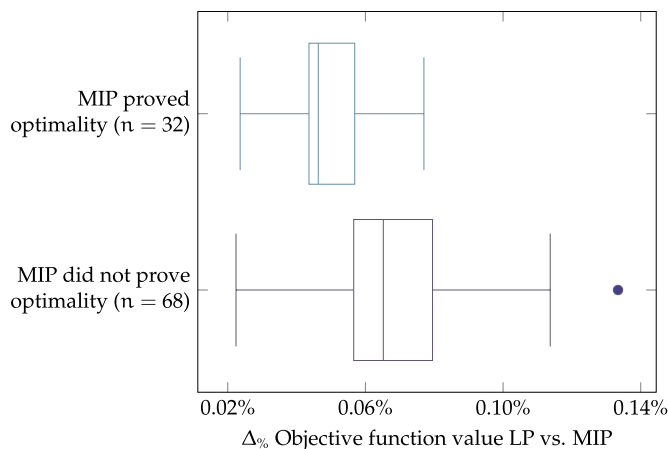 MIP proved
optimality (n = 32)
MIP did not prove
optimality (n = 68)
0.02% 0.06% 0.10% 0.14%
Δ% Objective function value LP vs. MIP